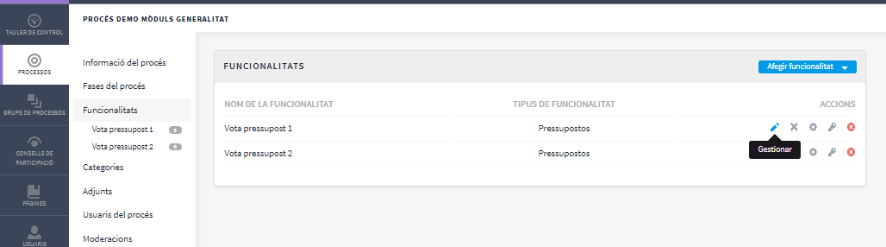 PROCÉS DEMO MÒDULS GENERALITAT
TAULER DE CONTROL
PROCESSOS
GRUPS DE PROCESSOS
CONSELLS DE
PARTICIPACIÓ
PÀGINES
USUARIS
Informació del procés
Fases del procés
Funcionalitats
Vota pressupost 1
Vota pressupost 2
Categories
Adjunts
Usuaris del procés
Moderacions
FUNCIONALITATS
Afegir funcionalitat
NOM DE LA FUNCIONALITAT TIPUS DE FUNCIONALITAT ACCIONS
Vota pressupost 1 Pressupostos
Gestionar
Vota pressupost 2 Pressupostos